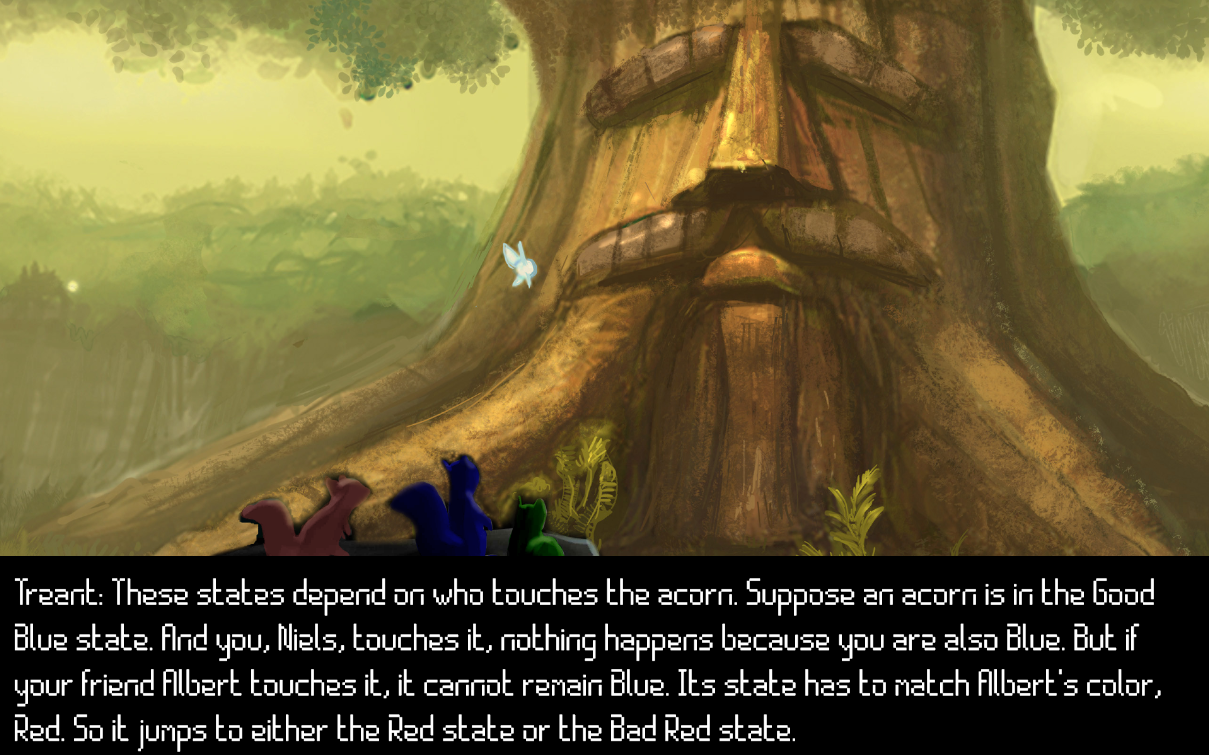 Treant: These states depend on who touches the acorn. Suppose an acorn is in the Good
Blue state. And you, Niels, touches it, nothing happens because you are also Blue. But if
your friend Albert touches it, it cannot remain Blue. Its state has to match Albert's color,
Red. So it jumps to either the Red state or the Bad Red state.